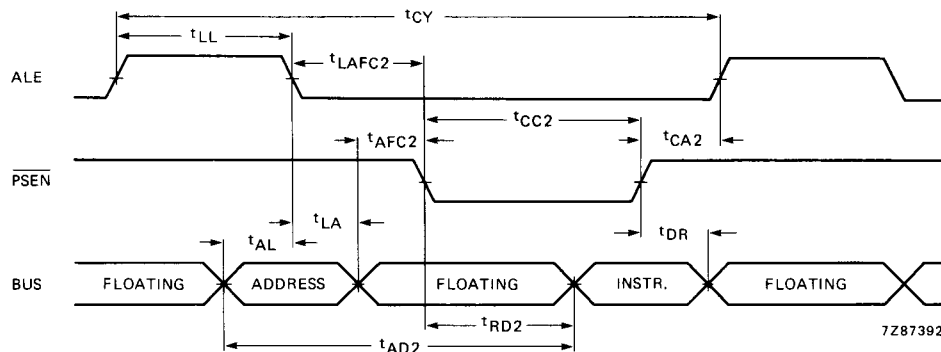 tCY
tLL
ALE
tLAFC2
tCC2
tAFC2
tCA2
PSEN
tLA
tAL
tDR
BUS
FLOATING ADDRESS FLOATING INSTR. FLOATING
tRD2
7Z87392
tAD2